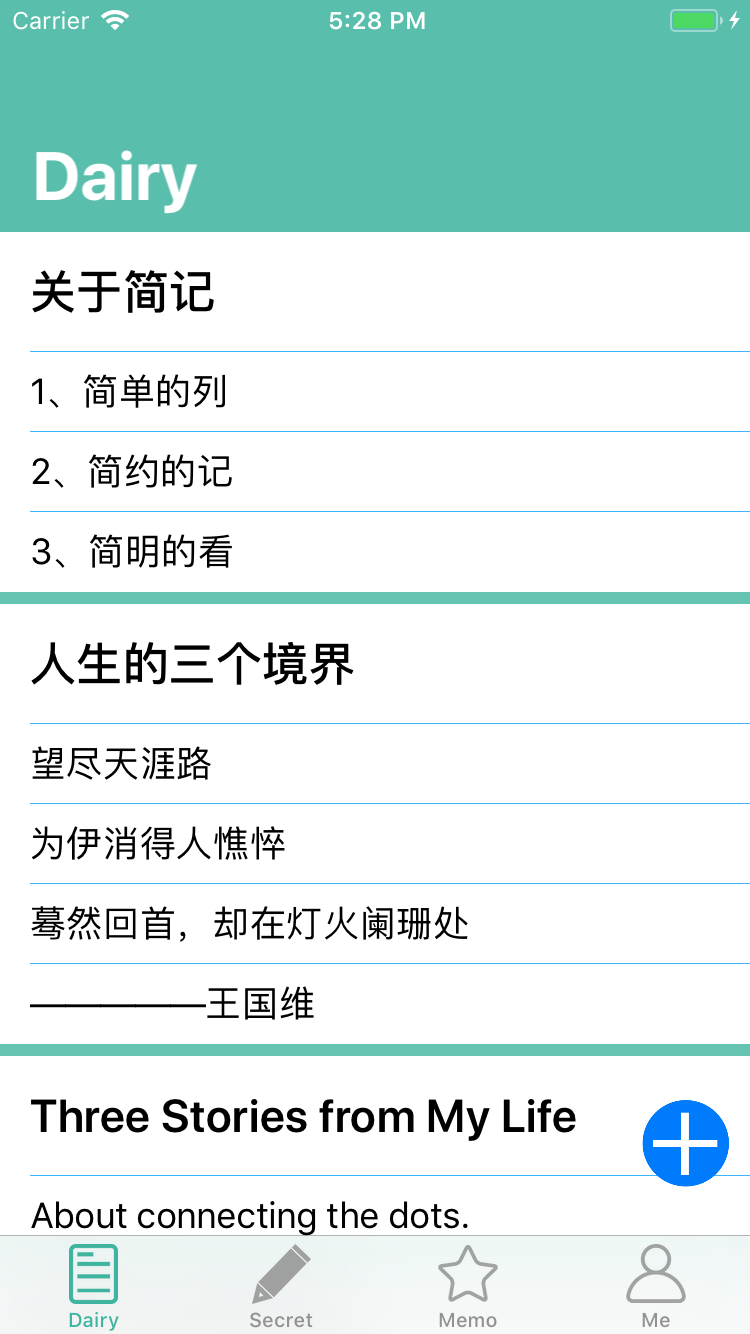 Carrier 5:28 PM
Dairy
关于简记
1、简单的列
2、简约的记
3、简明的看
人生的三个境界
望尽天涯路
为伊消得人憔悴
蓦然回首，却在灯火阑珊处
—————王国维
Three Stories from My Life
About connecting the dots.
Dairy Secret Memo Me